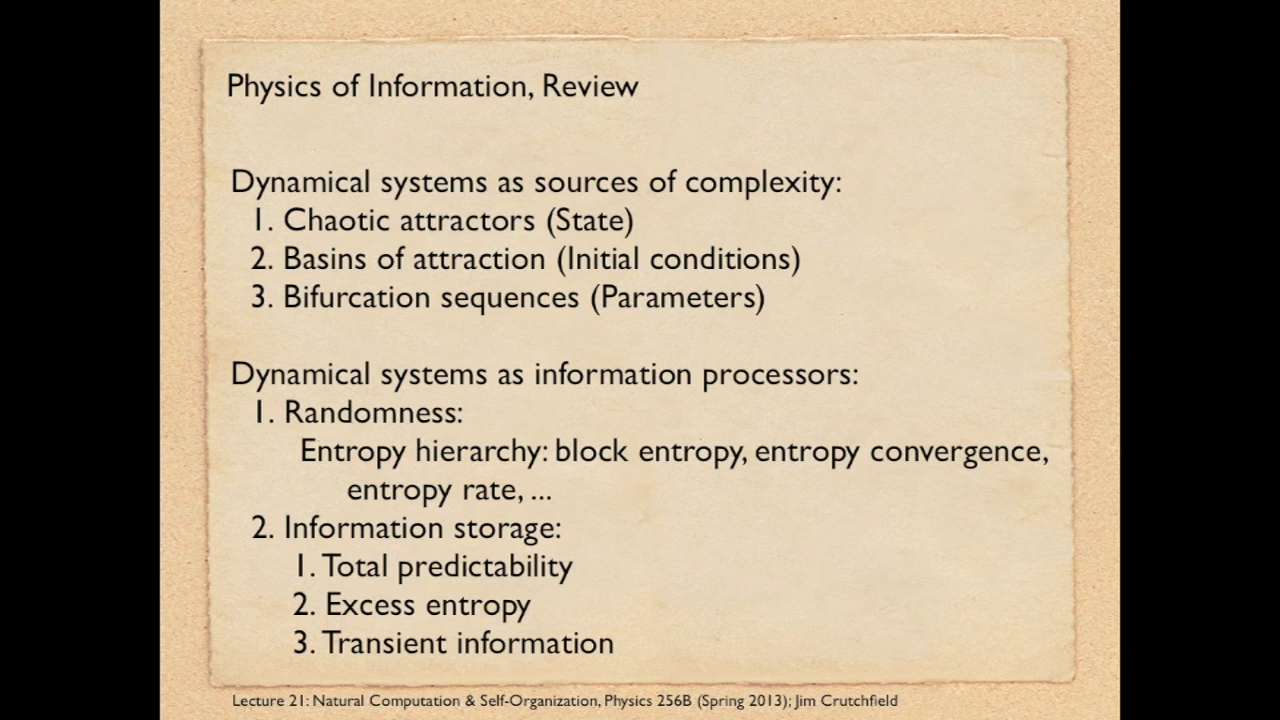 Physics of Information, Review
Dynamical systems as sources of complexity:
1. Chaotic attractors (State)
2. Basins of attraction (Initial conditions)
3. Bifurcation sequences (Parameters)
Dynamical systems as information processors:
1. Randomness:
Entropy hierarchy: block entropy, entropy convergence,
entropy rate, ...
2. Information storage:
1. Total predictability
2. Excess entropy
3. Transient information
Lecture 21: Natural Computation & Self-Organization, Physics 256B (Spring 2013); Jim Crutchfield